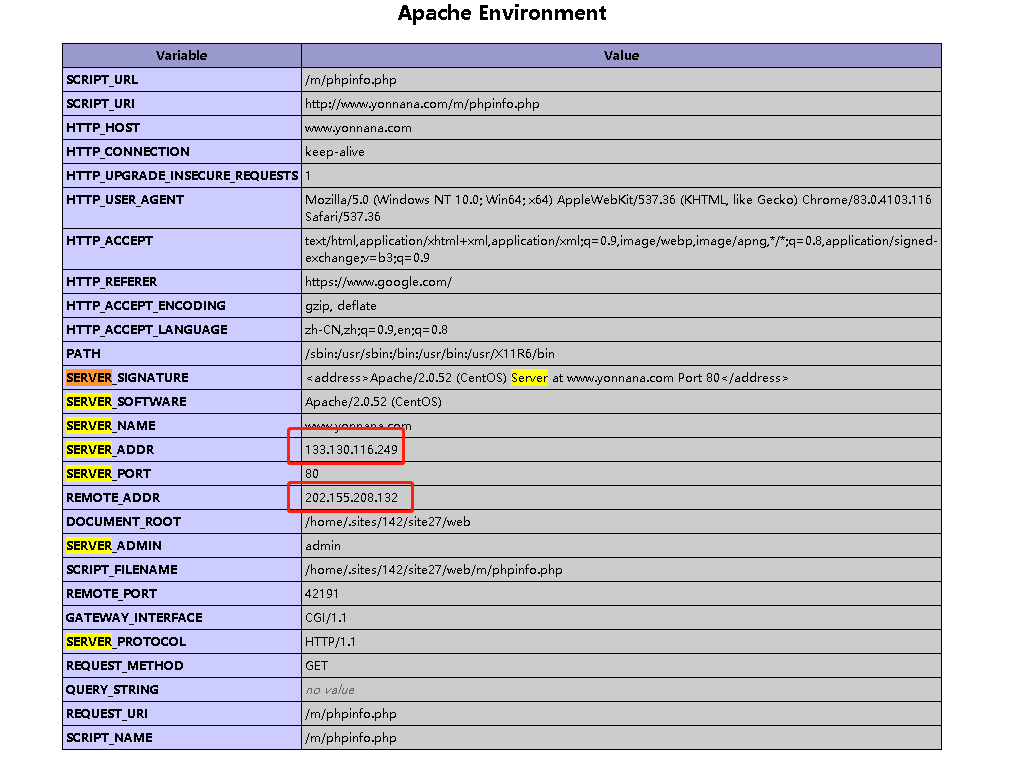 Apache Environment
Variable Value
SCRIPT_URL /m/phpinfo.php
SCRIPT_URI http://www.yonnana.com/m/phpinfo.php
HTTP_HOST www.yonnana.com
HTTP_CONNECTION keep-alive
HTTP_UPGRADE_INSECURE_REQUESTS 1
HTTP_USER_AGENT Mozilla/5.0 (Windows NT 10.0; Win64; x64) AppleWebKit/537.36 (KHTML, like Gecko) Chrome/83.0.4103.116
Safari/537.36
HTTP_ACCEPT text/html,application/xhtml+xml,application/xml;q=0.9,image/webp,image/apng,*/*;q=0.8,application/signed-
exchange;v=b3;q=0.9
HTTP_REFERER https://www.google.com/
HTTP_ACCEPT_ENCODING gzip, deflate
HTTP_ACCEPT_LANGUAGE zh-CN,zh;q=0.9,en;q=0.8
PATH /sbin:/usr/sbin:/bin:/usr/bin:/usr/X11R6/bin
SERVER_SIGNATURE <address>Apache/2.0.52 (CentOS) Server at www.yonnana.com Port 80</address>
SERVER_SOFTWARE Apache/2.0.52 (CentOS)
SERVER_NAME www.yonnana.com
SERVER_ADDR 133.130.116.249
SERVER_PORT 80
REMOTE_ADDR 202.155.208.132
DOCUMENT_ROOT /home/.sites/142/site27/web
SERVER_ADMIN admin
SCRIPT_FILENAME /home/.sites/142/site27/web/m/phpinfo.php
REMOTE_PORT 42191
GATEWAY_INTERFACE CGI/1.1
SERVER_PROTOCOL HTTP/1.1
REQUEST_METHOD GET
QUERY_STRING no value
REQUEST_URI /m/phpinfo.php
SCRIPT_NAME /m/phpinfo.php